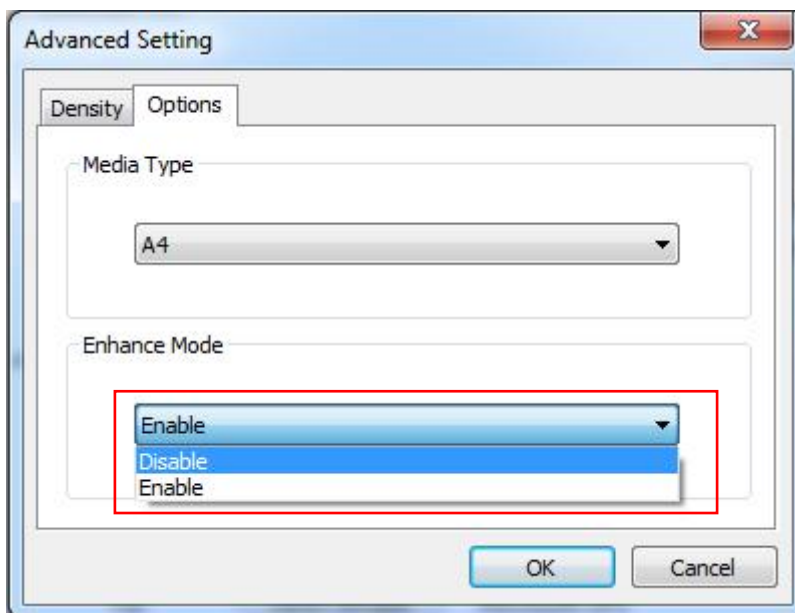 Advanced Setting
Density Options
Media Type
A4
Enhance Mode
Enable
Disable
Enable
OK Cancel